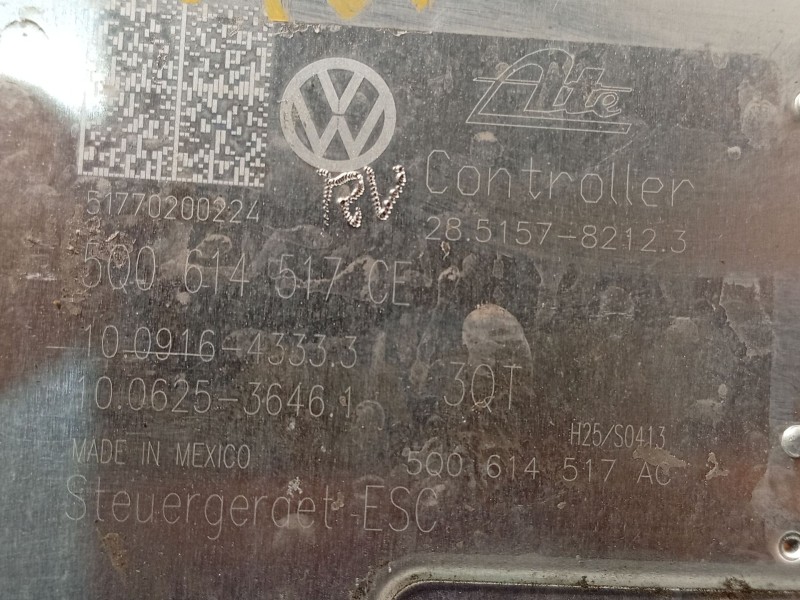 VW
Ate
RV
Controller
51770200224
28.5157-8212.3
5Q0 614 517 CE
10.0916-4333.3
10.0625-3646.1
3QT
H25/S0413
MADE IN MEXICO
5Q0 614 517 AC
Steuergeraet-ESC